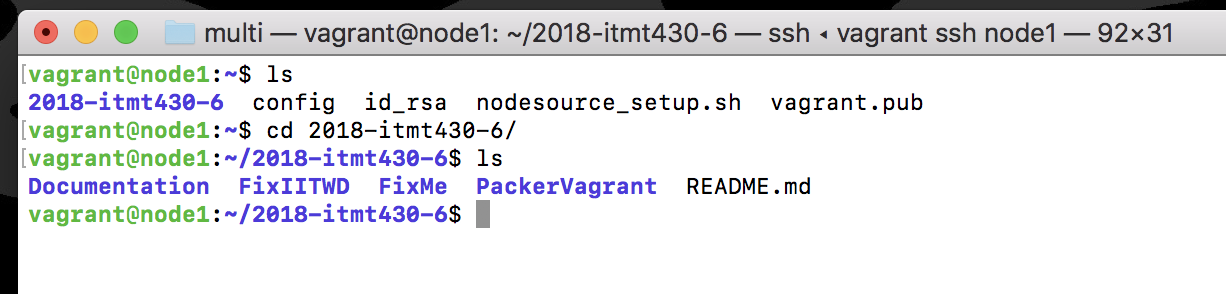 multi — vagrant@node1: ~/2018-itmt430-6 — ssh ◂ vagrant ssh node1 — 92×31
[vagrant@node1:~$ ls
2018-itmt430-6  config  id_rsa  nodesource_setup.sh  vagrant.pub
[vagrant@node1:~$ cd 2018-itmt430-6/
[vagrant@node1:~/2018-itmt430-6$ ls
Documentation  FixIITWD  FixMe  PackerVagrant  README.md
vagrant@node1:~/2018-itmt430-6$